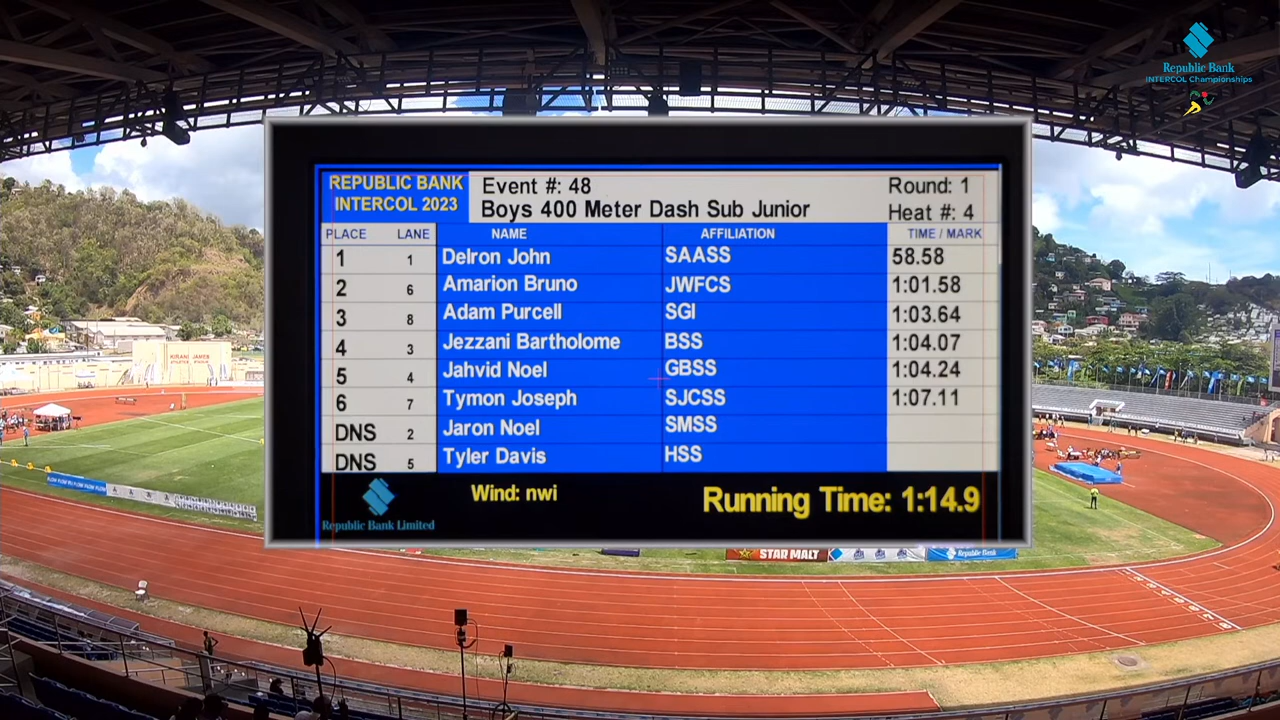 Republic Bank
INTERCOL Championships
REPUBLIC BANK
INTERCOL 2023
Event #: 48
Boys 400 Meter Dash Sub Junior
Round: 1
Heat #: 4
PLACE LANE NAME AFFILIATION TIME / MARK
1 1 Delron John SAASS 58.58
2 6 Amarion Bruno JWFCS 1:01.58
3 8 Adam Purcell SGI 1:03.64
4 3 Jezzani Bartholome BSS 1:04.07
5 4 Jahvid Noel GBSS 1:04.24
6 7 Tymon Joseph SJCSS 1:07.11
DNS 2 Jaron Noel SMSS
DNS 5 Tyler Davis HSS
Republic Bank Limited
Wind: nwi
Running Time: 1:14.9
KIRANI JAMES
STAR MALT
Republic Bank